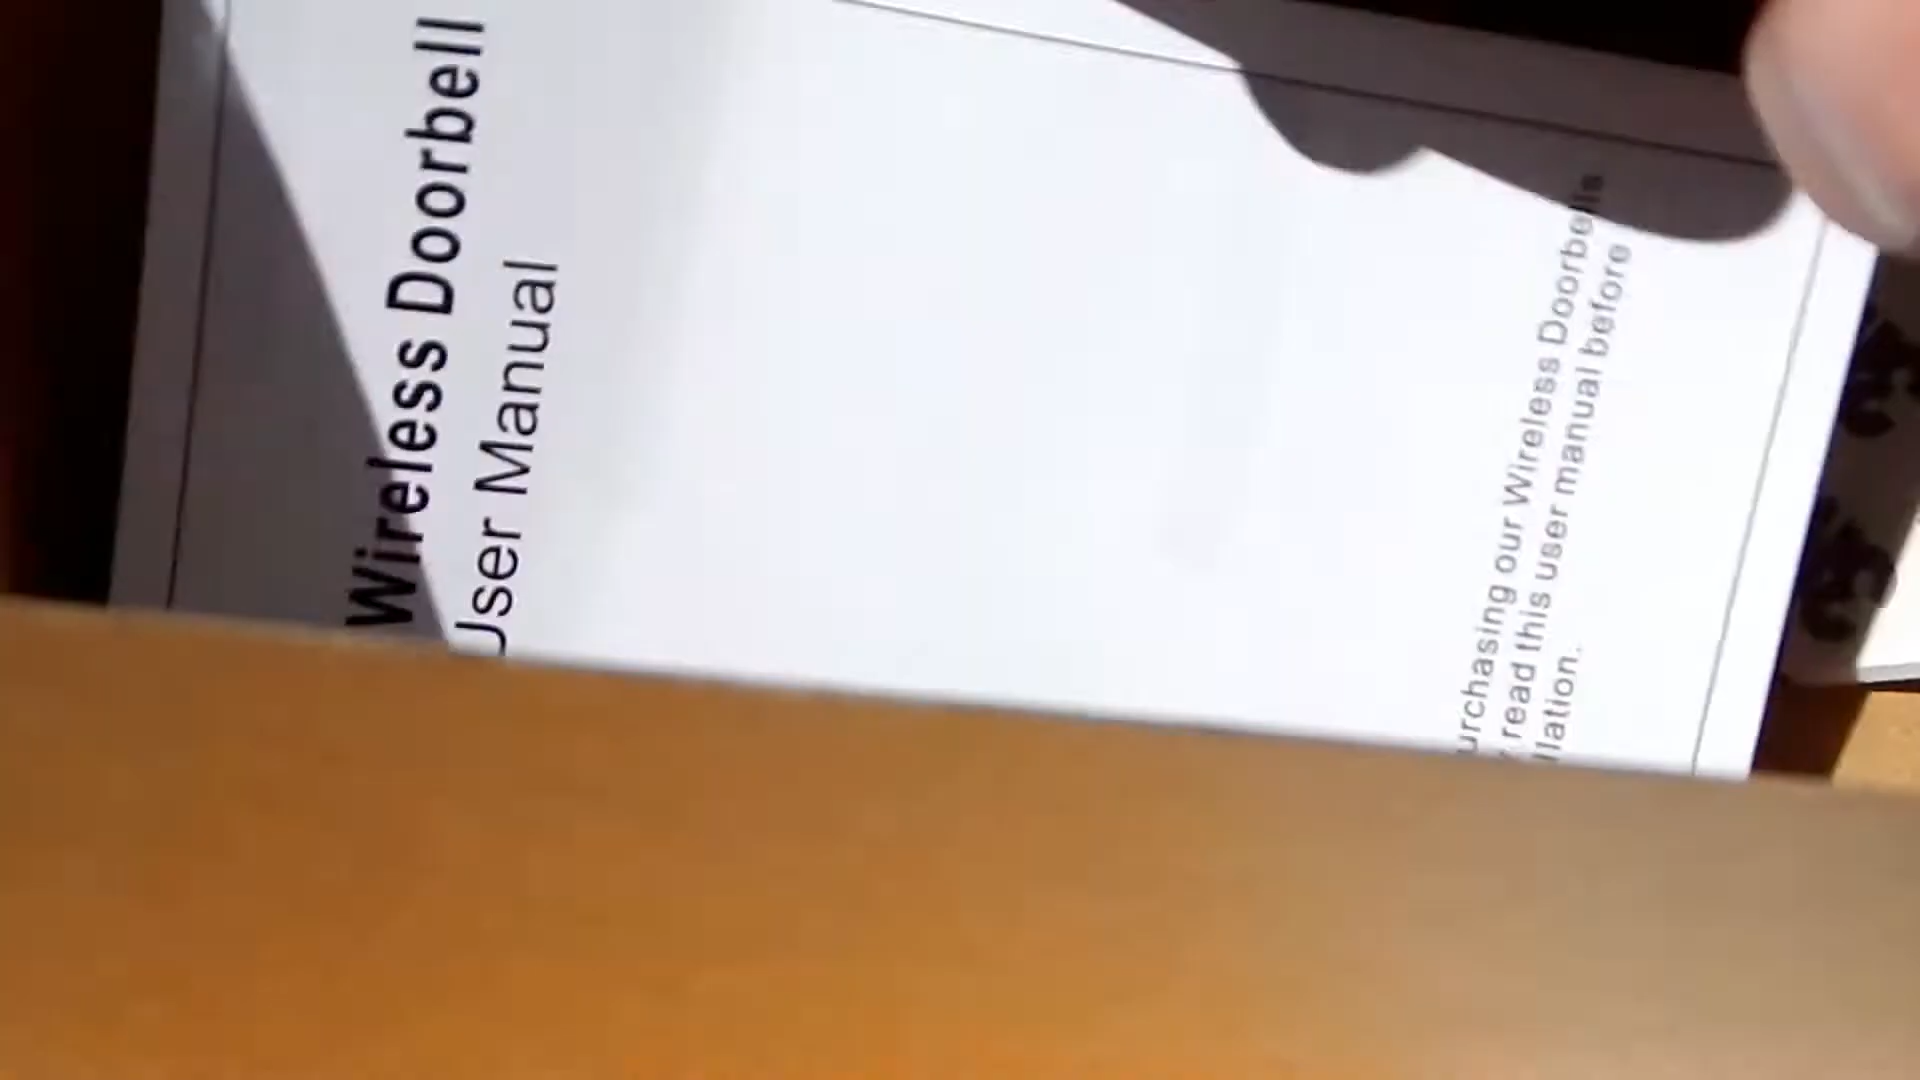 Wireless Doorbell
User Manual
urchasing our Wireless Doorbells
read this user manual before
llation.